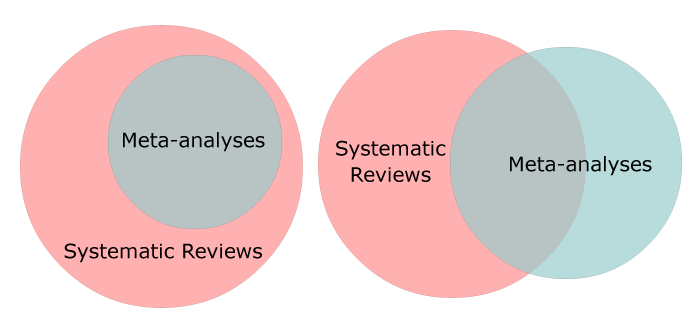 Meta-analyses
Systematic Reviews
Systematic
Reviews
Meta-analyses